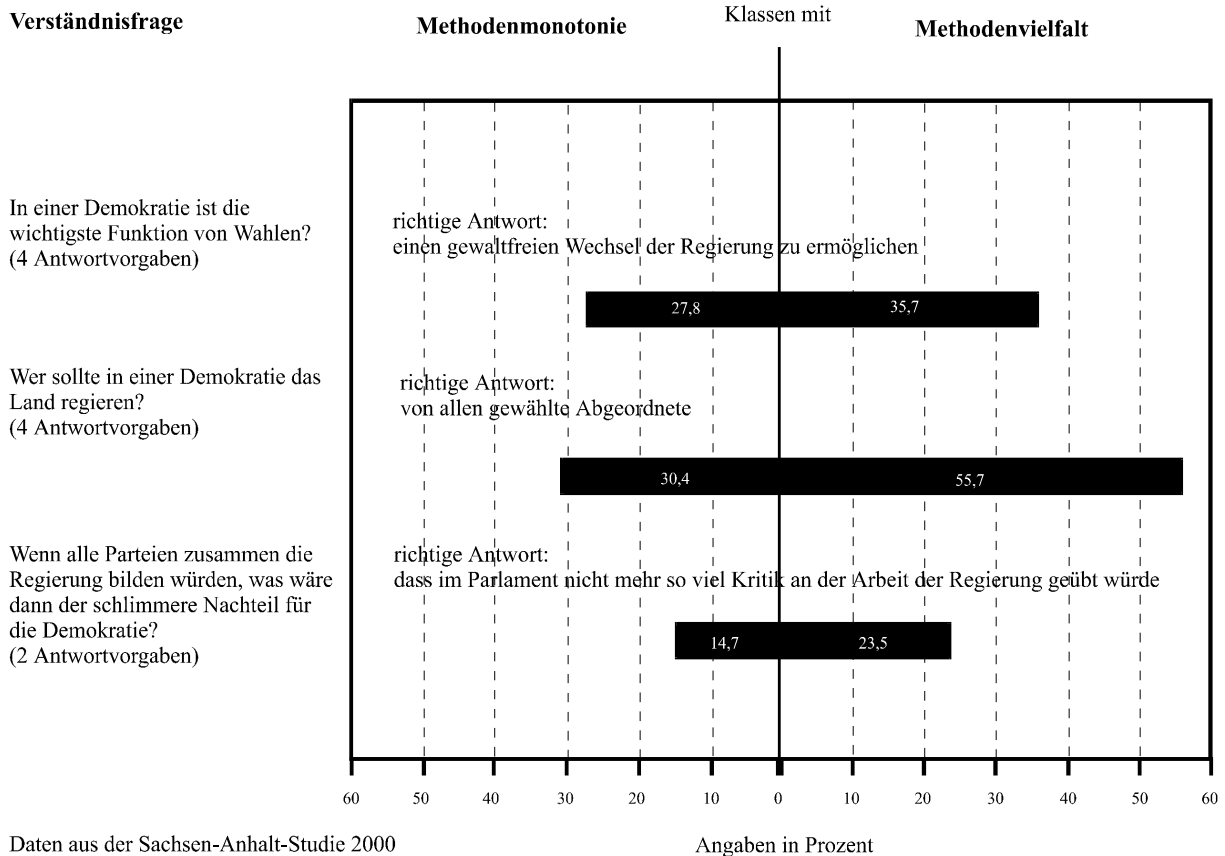 Verständnisfrage
Methodenmonotonie
Klassen mit
Methodenvielfalt
In einer Demokratie ist die
wichtigste Funktion von Wahlen?
(4 Antwortvorgaben)
richtige Antwort:
einen gewaltfreien Wechsel der Regierung zu ermöglichen
27,8
35,7
Wer sollte in einer Demokratie das
Land regieren?
(4 Antwortvorgaben)
richtige Antwort:
von allen gewählte Abgeordnete
30,4
55,7
Wenn alle Parteien zusammen die
Regierung bilden würden, was wäre
dann der schlimmere Nachteil für
die Demokratie?
(2 Antwortvorgaben)
richtige Antwort:
dass im Parlament nicht mehr so viel Kritik an der Arbeit der Regierung geübt würde
14,7
23,5
60 50 40 30 20 10 0 10 20 30 40 50 60
Daten aus der Sachsen-Anhalt-Studie 2000
Angaben in Prozent